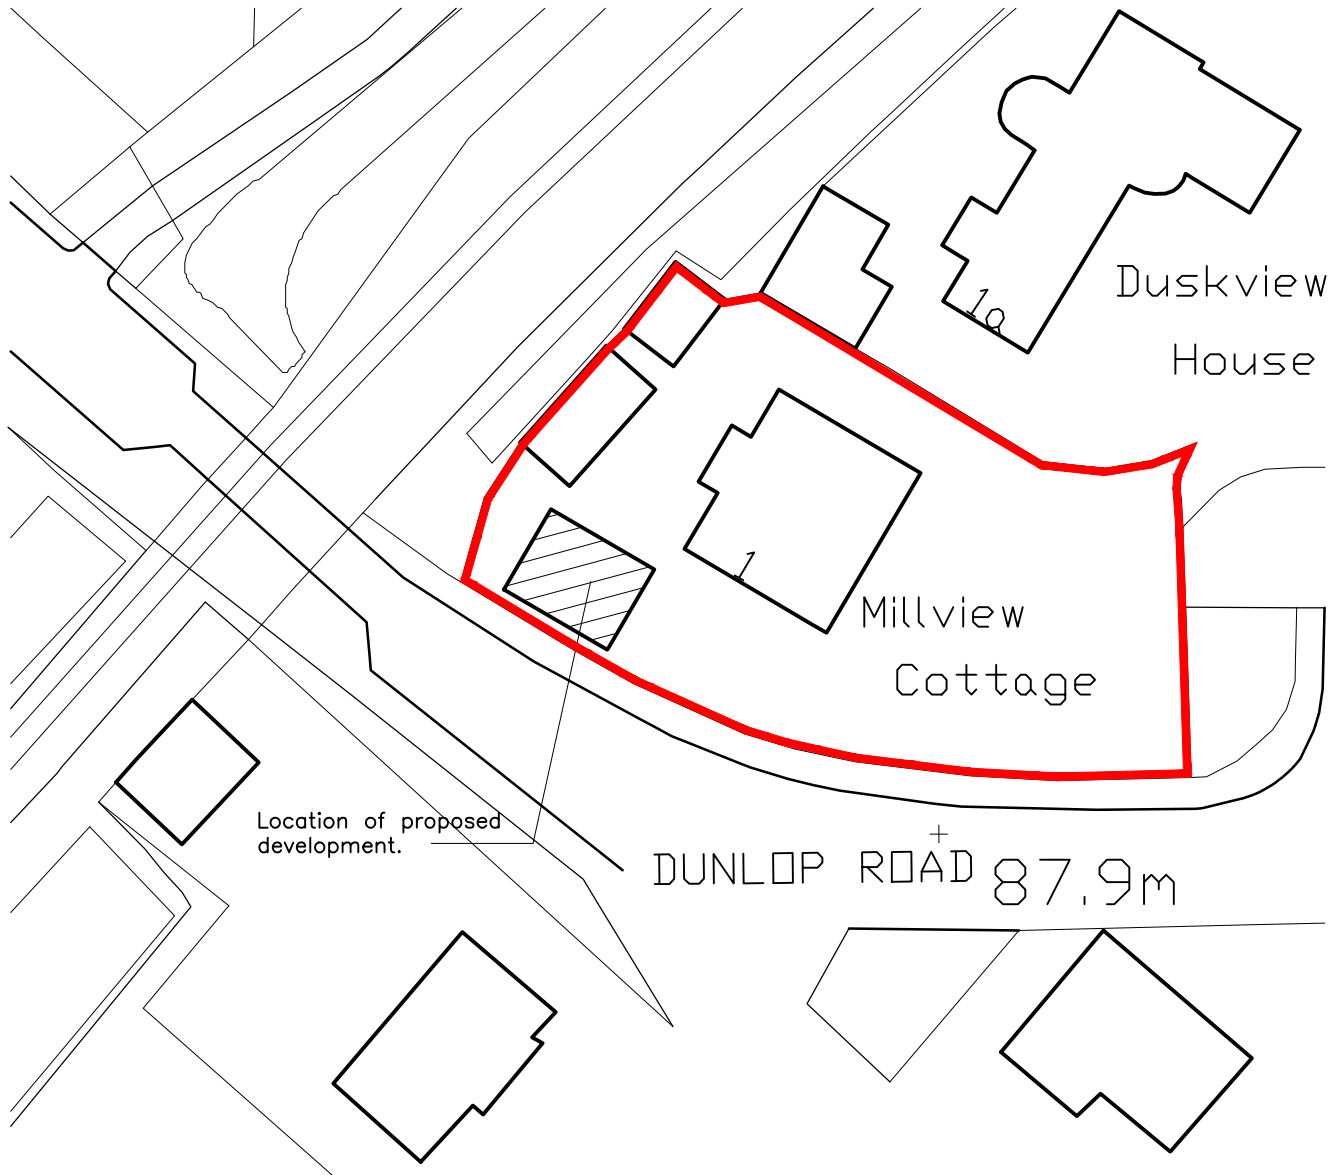 Duskview
House
1a
1
Millview
Cottage
Location of proposed
development.
DUNLOP ROAD
87.9m